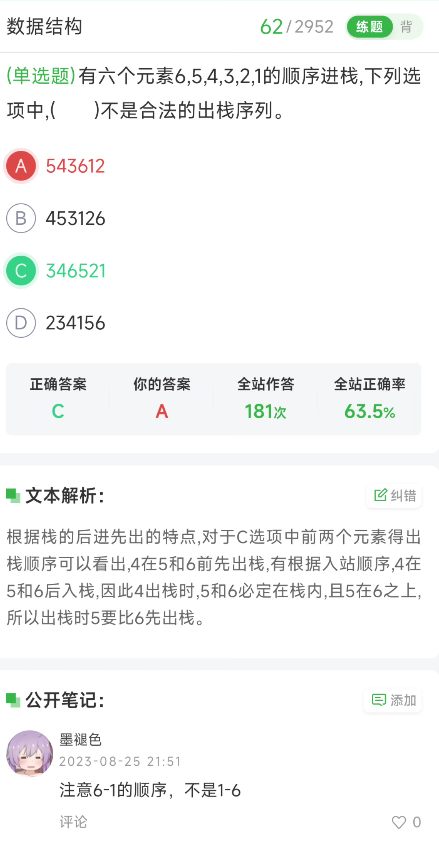 数据结构 62/2952 练题 背
(单选题)有六个元素6,5,4,3,2,1的顺序进栈,下列选
项中,(  )不是合法的出栈序列。
A 543612
B 453126
C 346521
D 234156
正确答案 你的答案 全站作答 全站正确率
C A 181次 63.5%
文本解析: 纠错
根据栈的后进先出的特点,对于C选项中前两个元素得出
栈顺序可以看出,4在5和6前先出栈,有根据入站顺序,4在
5和6后入栈,因此4出栈时,5和6必定在栈内,且5在6之上,
所以出栈时5要比6先出栈。
公开笔记: 添加
墨褪色
2023-08-25 21:51
注意6-1的顺序，不是1-6
评论 0